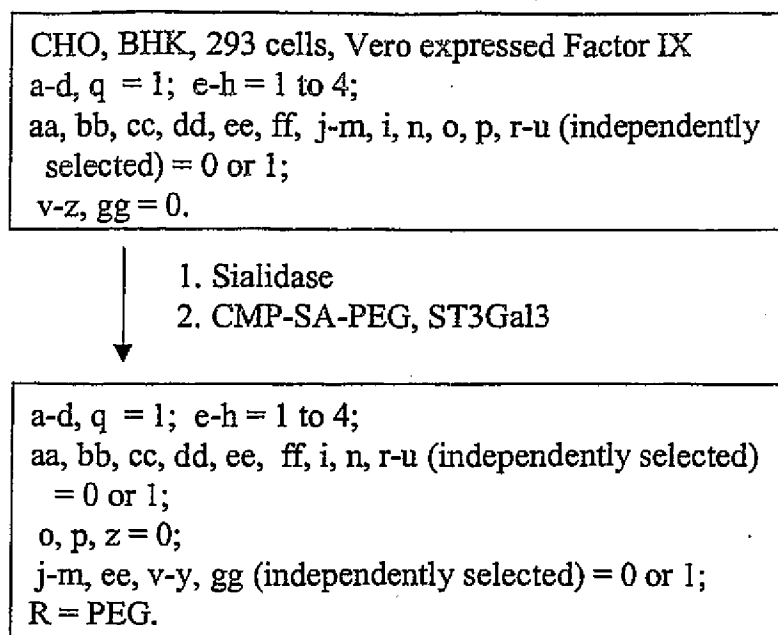 CHO, BHK, 293 cells, Vero expressed Factor IX
a-d, q = 1; e-h = 1 to 4;
aa, bb, cc, dd, ee, ff, j-m, i, n, o, p, r-u (independently
selected) = 0 or 1;
v-z, gg = 0.
1. Sialidase
2. CMP-SA-PEG, ST3Gal3
a-d, q = 1; e-h = 1 to 4;
aa, bb, cc, dd, ee, ff, i, n, r-u (independently selected)
= 0 or 1;
o, p, z = 0;
j-m, ee, v-y, gg (independently selected) = 0 or 1;
R = PEG.